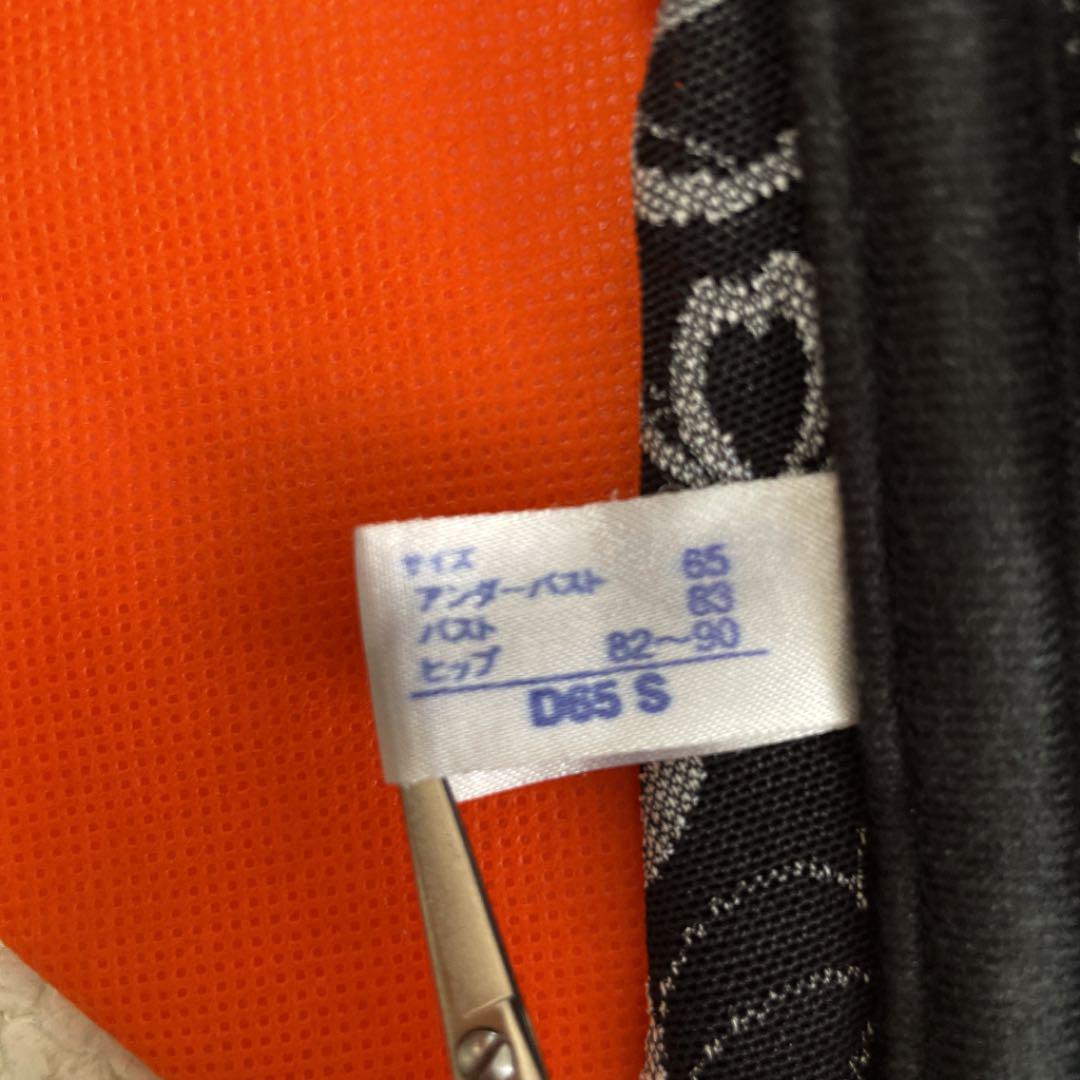 サイズ
アンダーバスト 65
バスト 83
ヒップ 82〜90
D65 S